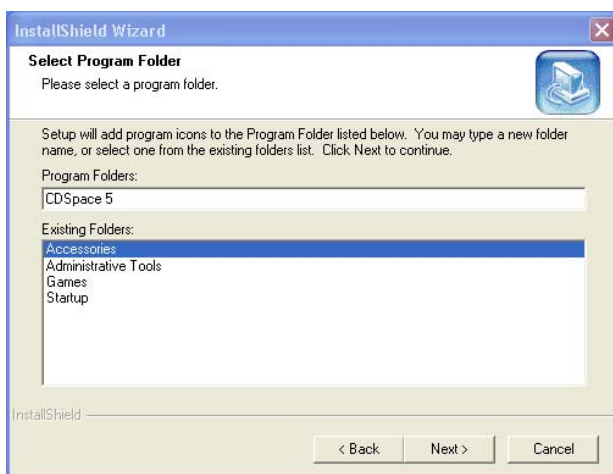 InstallShield Wizard
Select Program Folder
Please select a program folder.
Setup will add program icons to the Program Folder listed below.  You may type a new folder
name, or select one from the existing folders list.  Click Next to continue.
Program Folders:
CDSpace 5
Existing Folders:
Accessories
Administrative Tools
Games
Startup
InstallShield
< Back
Next >
Cancel